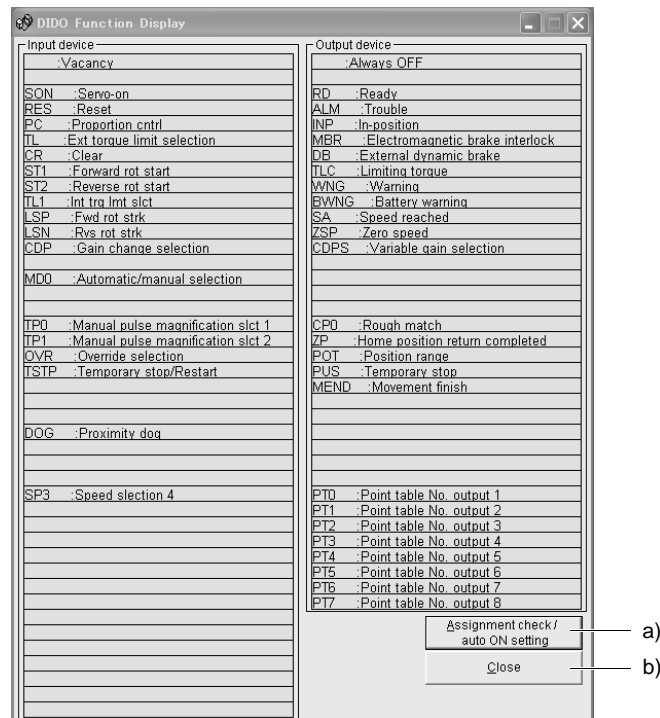 DIDO Function Display
Input device
:Vacancy
SON :Servo-on
RES :Reset
PC :Proportion cntrl
TL :Ext torque limit selection
CR :Clear
ST1 :Forward rot start
ST2 :Reverse rot start
TL1 :Int trq lmt slct
LSP :Fwd rot strk
LSN :Rvs rot strk
CDP :Gain change selection
MD0 :Automatic/manual selection
TP0 :Manual pulse magnification slct 1
TP1 :Manual pulse magnification slct 2
OVR :Override selection
TSTP :Temporary stop/Restart
DOG :Proximity dog
SP3 :Speed slection 4
Output device
:Always OFF
RD :Ready
ALM :Trouble
INP :In-position
MBR :Electromagnetic brake interlock
DB :External dynamic brake
TLC :Limiting torque
WNG :Warning
BWNG :Battery warning
SA :Speed reached
ZSP :Zero speed
CDPS :Variable gain selection
CP0 :Rough match
ZP :Home position return completed
POT :Position range
PUS :Temporary stop
MEND :Movement finish
PT0 :Point table No. output 1
PT1 :Point table No. output 2
PT2 :Point table No. output 3
PT3 :Point table No. output 4
PT4 :Point table No. output 5
PT5 :Point table No. output 6
PT6 :Point table No. output 7
PT7 :Point table No. output 8
Assignment check /
auto ON setting
a)
Close
b)